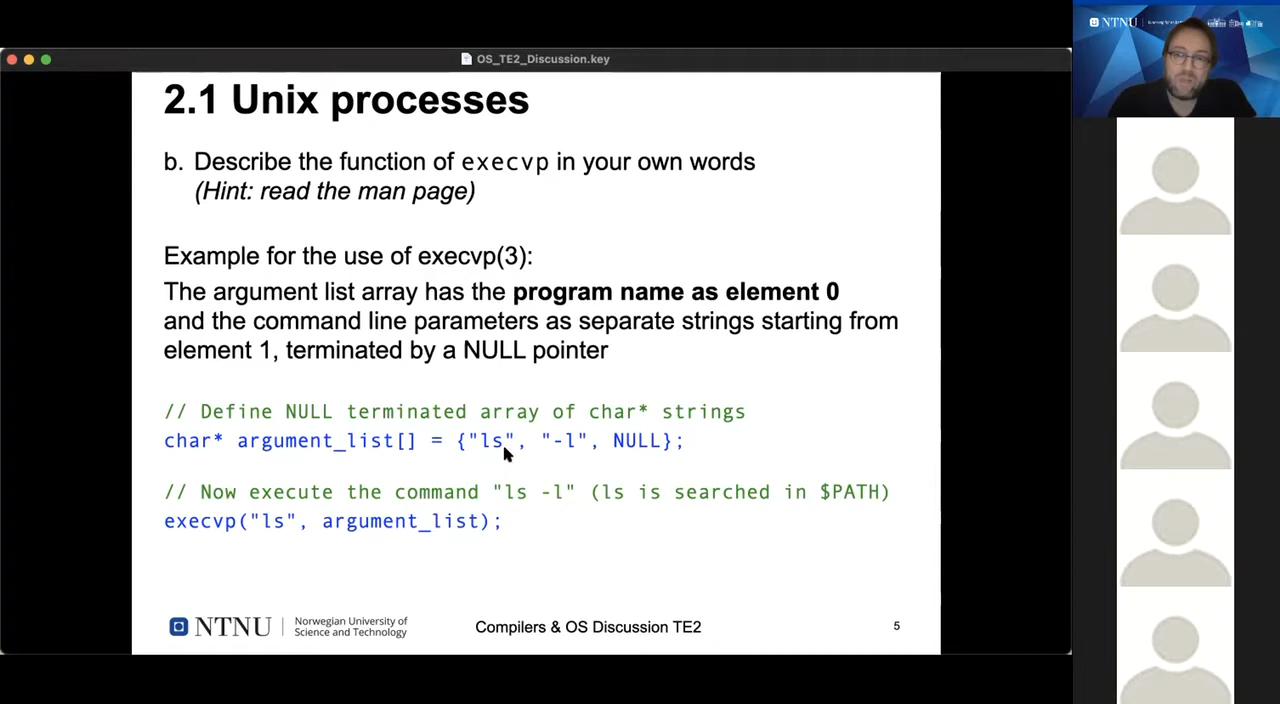 OS_TE2_Discussion.key
NTNU
2.1 Unix processes
b. Describe the function of execvp in your own words
(Hint: read the man page)
Example for the use of execvp(3):
The argument list array has the program name as element 0
and the command line parameters as separate strings starting from
element 1, terminated by a NULL pointer
// Define NULL terminated array of char* strings
char* argument_list[] = {"ls", "-l", NULL};
// Now execute the command "ls -l" (ls is searched in $PATH)
execvp("ls", argument_list);
NTNU
Norwegian University of
Science and Technology
Compilers & OS Discussion TE2
5